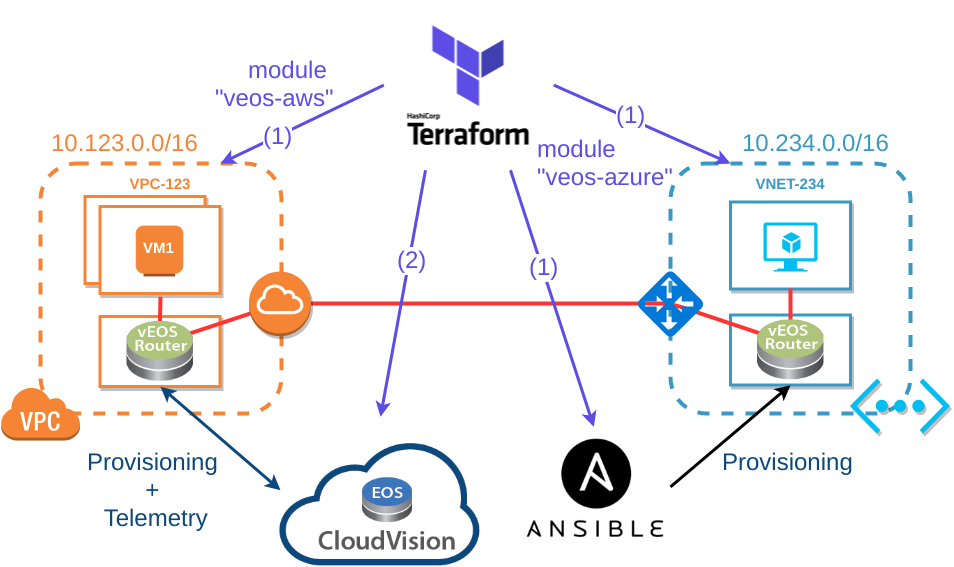 HashiCorp
Terraform
module
"veos-aws"
(1)
(1)
module
"veos-azure"
10.123.0.0/16
10.234.0.0/16
VPC-123
VNET-234
VM1
(2)
(1)
vEOS
Router
vEOS
Router
VPC
Provisioning
+
Telemetry
Provisioning
EOS
CloudVision
ANSIBLE